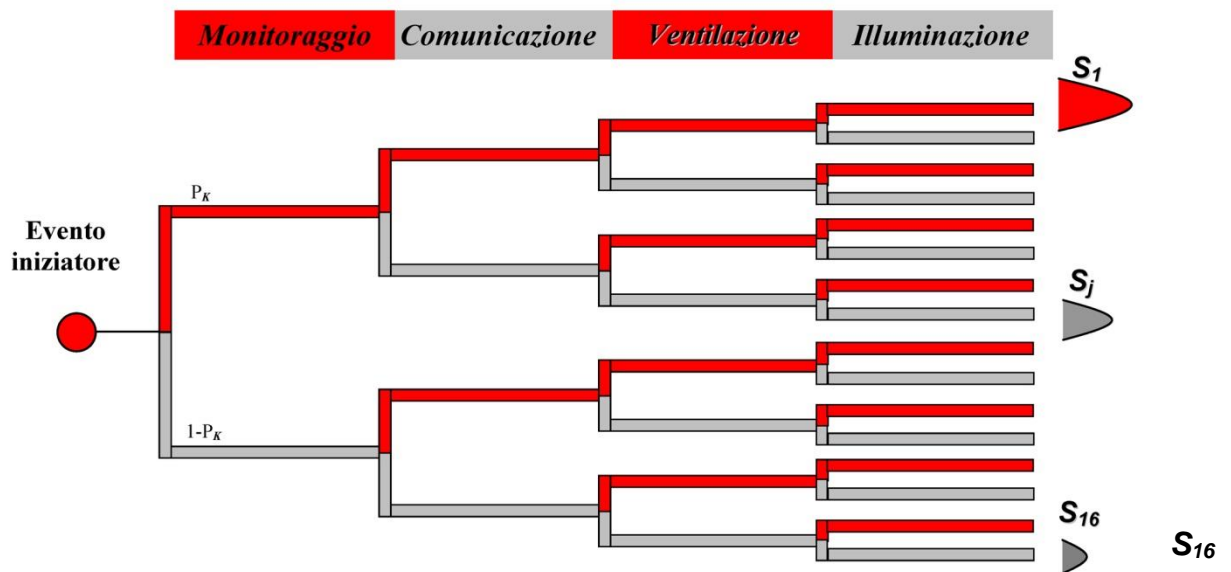 Monitoraggio Comunicazione Ventilazione Illuminazione
S1
PK
Evento
iniziatore
Sj
1-PK
S16
S16